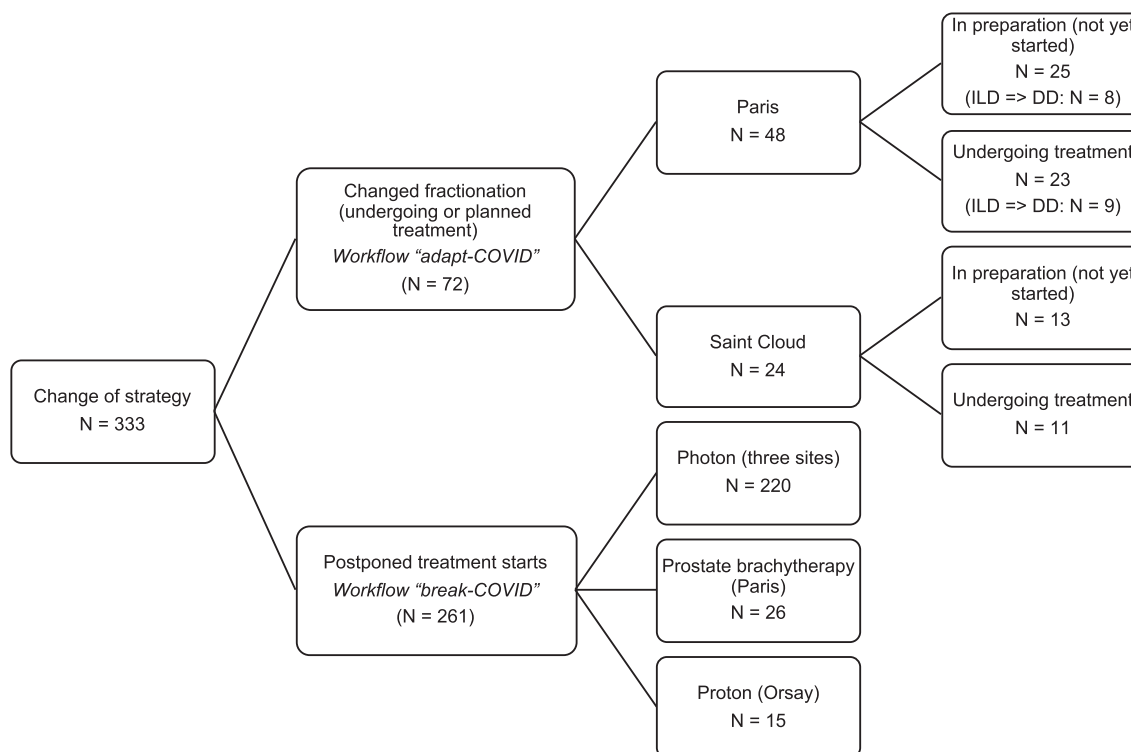 Change of strategy
N = 333
Changed fractionation
(undergoing or planned
treatment)
Workflow “adapt-COVID”
(N = 72)
Paris
N = 48
In preparation (not yet
started)
N = 25
(ILD => DD: N = 8)
Undergoing treatment
N = 23
(ILD => DD: N = 9)
Saint Cloud
N = 24
In preparation (not yet
started)
N = 13
Undergoing treatment
N = 11
Postponed treatment starts
Workflow “break-COVID”
(N = 261)
Photon (three sites)
N = 220
Prostate brachytherapy
(Paris)
N = 26
Proton (Orsay)
N = 15